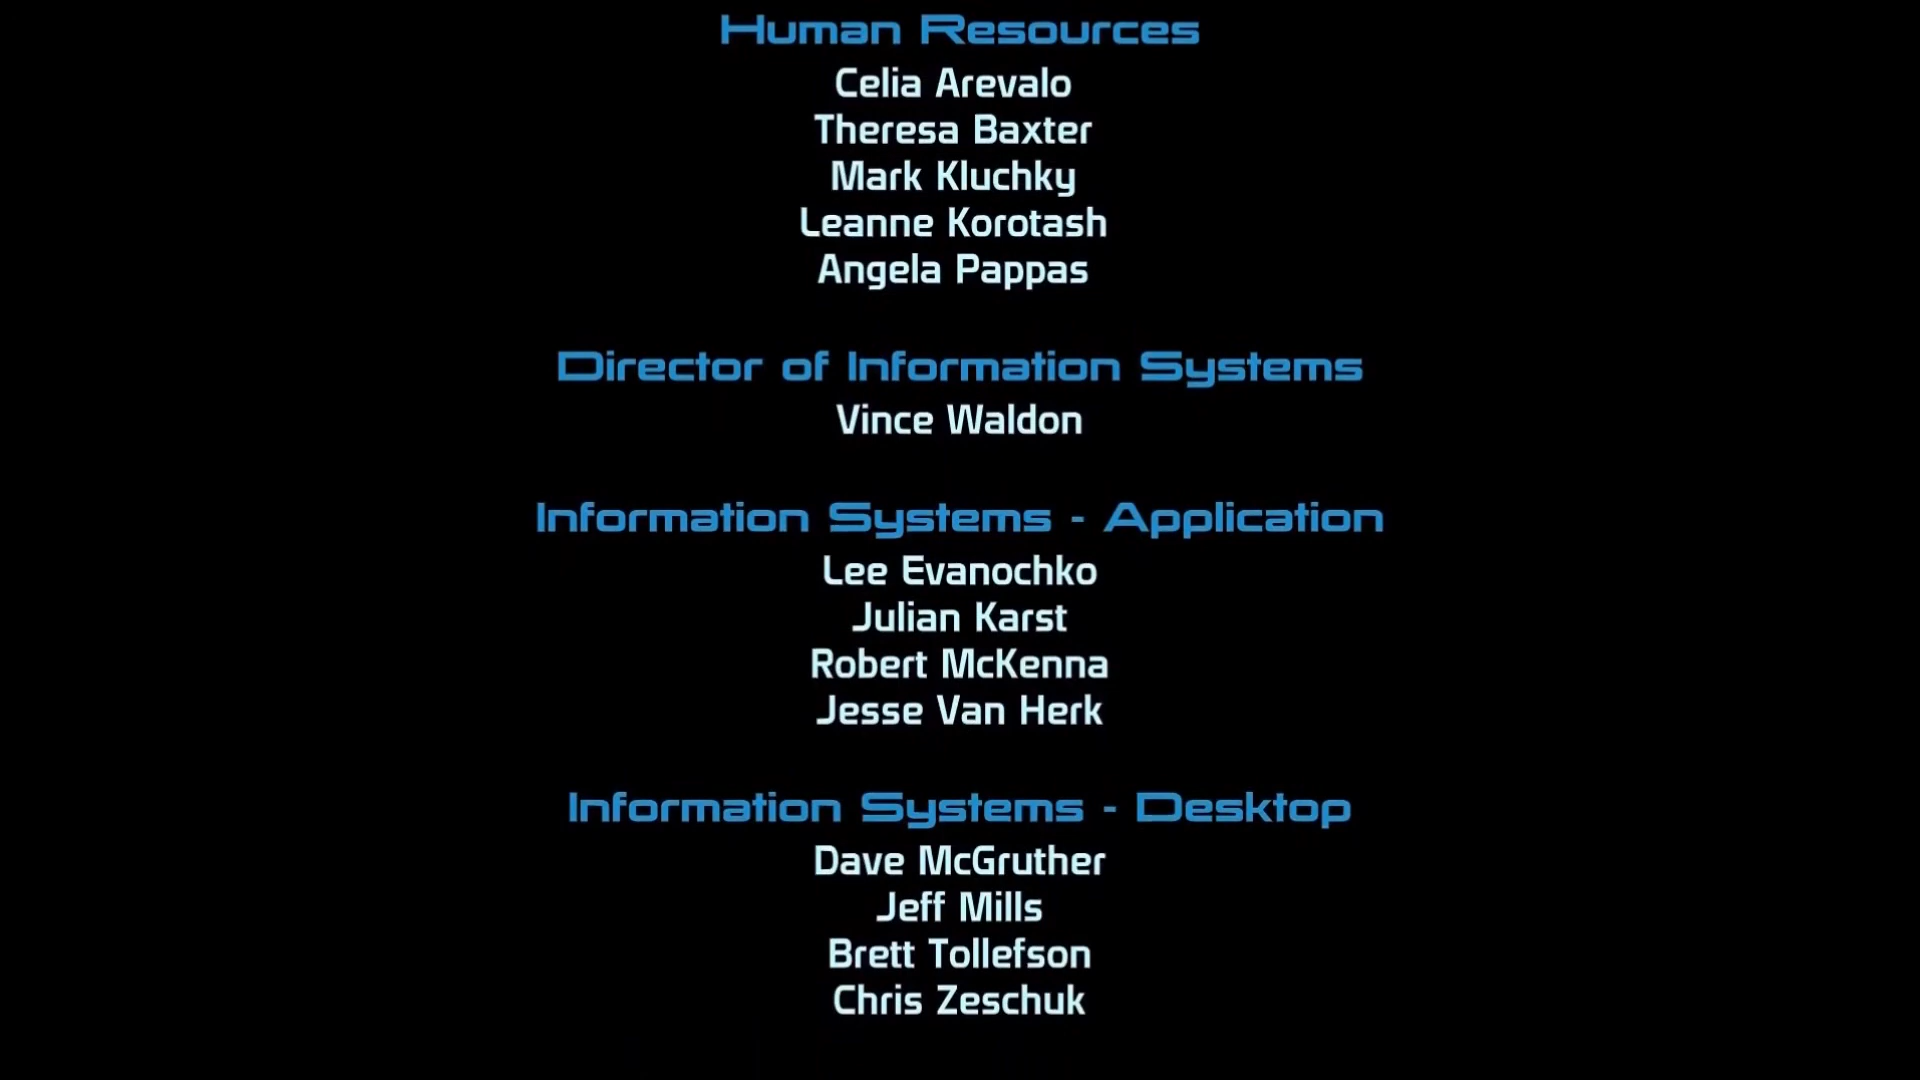 Human Resources
Celia Arevalo
Theresa Baxter
Mark Kluchky
Leanne Korotash
Angela Pappas
Director of Information Systems
Vince Waldon
Information Systems - Application
Lee Evanochko
Julian Karst
Robert McKenna
Jesse Van Herk
Information Systems - Desktop
Dave McGruther
Jeff Mills
Brett Tollefson
Chris Zeschuk